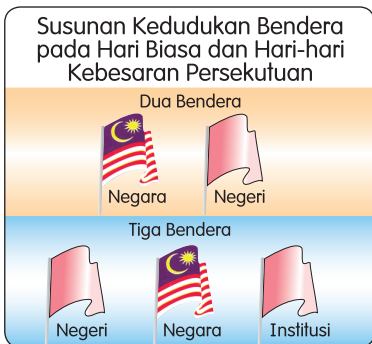 Susunan Kedudukan Bendera
pada Hari Biasa dan Hari-hari
Kebesaran Persekutuan
Dua Bendera
Negara Negeri
Tiga Bendera
Negeri Negara Institusi